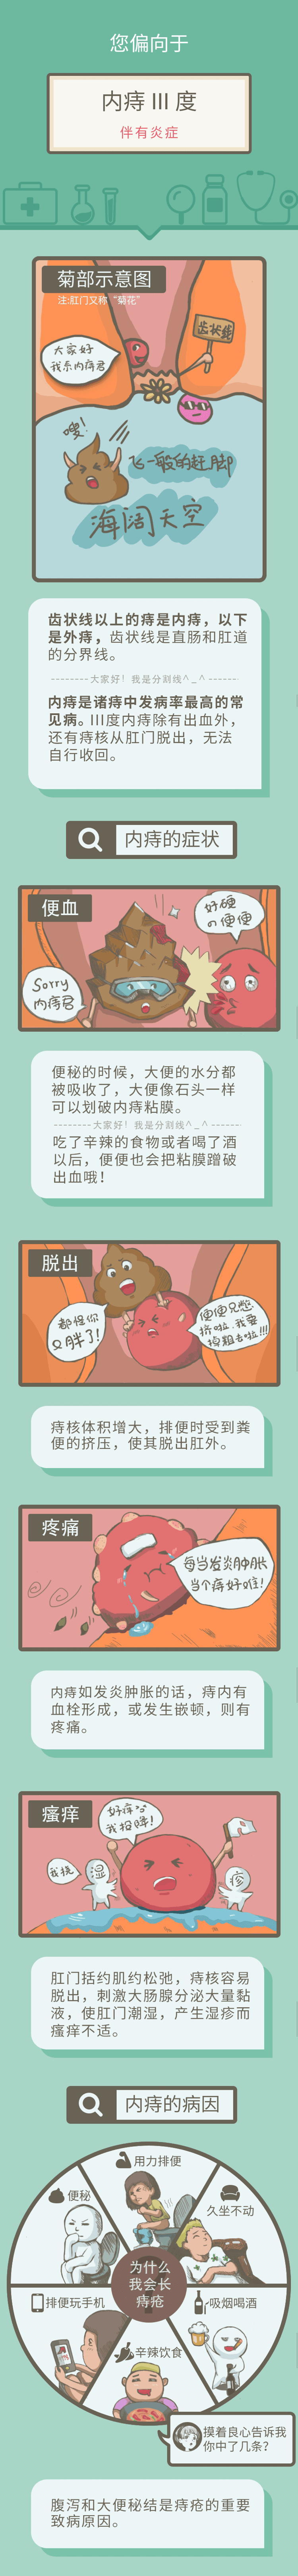 您偏向于
内痔 III 度
伴有炎症
菊部示意图
注:肛门又称“菊花”
齿状线
大家好
我系内痔君
嗖!
飞一般的赶脚
海阔天空
齿状线以上的痔是内痔，以下
是外痔，齿状线是直肠和肛道
的分界线。
--------大家好！我是分割线^_^-------
内痔是诸痔中发病率最高的常
见病。III度内痔除有出血外，
还有痔核从肛门脱出，无法
自行收回。
内痔的症状
便血
好硬
の便便
Sorry
内痔君
便秘的时候，大便的水分都
被吸收了，大便像石头一样
可以划破内痔粘膜。
--------大家好！我是分割线^_^-------
吃了辛辣的食物或者喝了酒
以后，便便也会把粘膜蹭破
出血哦！
脱出
都怪你
又胖了!
便便兄憋
挤啦.我要
掉粗去啦!!!
痔核体积增大，排便时受到粪
便的挤压，使其脱出肛外。
疼痛
每当发炎肿胀
当个痔好难!
内痔如发炎肿胀的话，痔内有
血栓形成，或发生嵌顿，则有
疼痛。
瘙痒
好痒
我投降!
我挠
湿
疹
肛门括约肌约松弛，痔核容易
脱出，刺激大肠腺分泌大量黏
液，使肛门潮湿，产生湿疹而
瘙痒不适。
内痔的病因
用力排便
便秘
久坐不动
为什么
我会长
痔疮
排便玩手机
吸烟喝酒
辛辣饮食
摸着良心告诉我
你中了几条？
腹泻和大便秘结是痔疮的重要
致病原因。